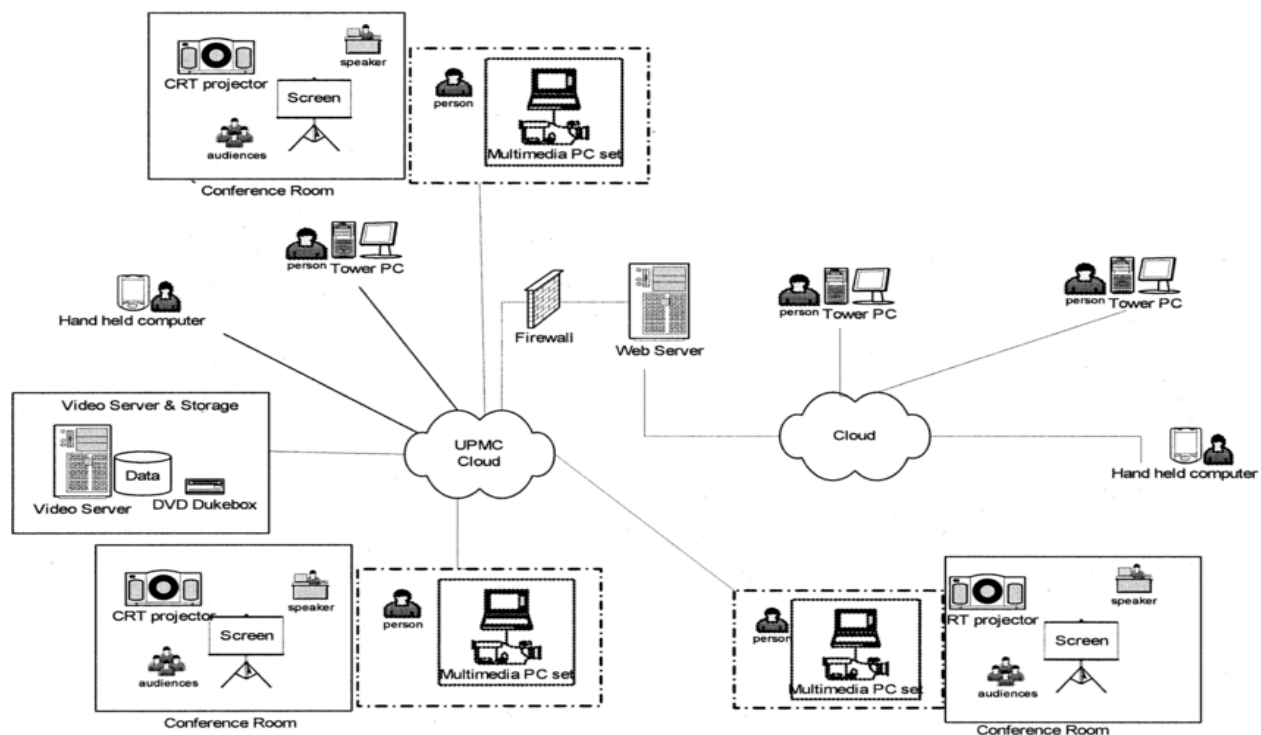 CRT projector
speaker
Screen
audiences
Conference Room
person
Multimedia PC set
person Tower PC
Hand held computer
Firewall
Web Server
person Tower PC
person Tower PC
Video Server & Storage
Data
Video Server
DVD Dukebox
UPMC
Cloud
Cloud
Hand held computer
CRT projector
speaker
Screen
audiences
Conference Room
person
Multimedia PC set
person
Multimedia PC set
RT projector
speaker
Screen
audiences
Conference Room